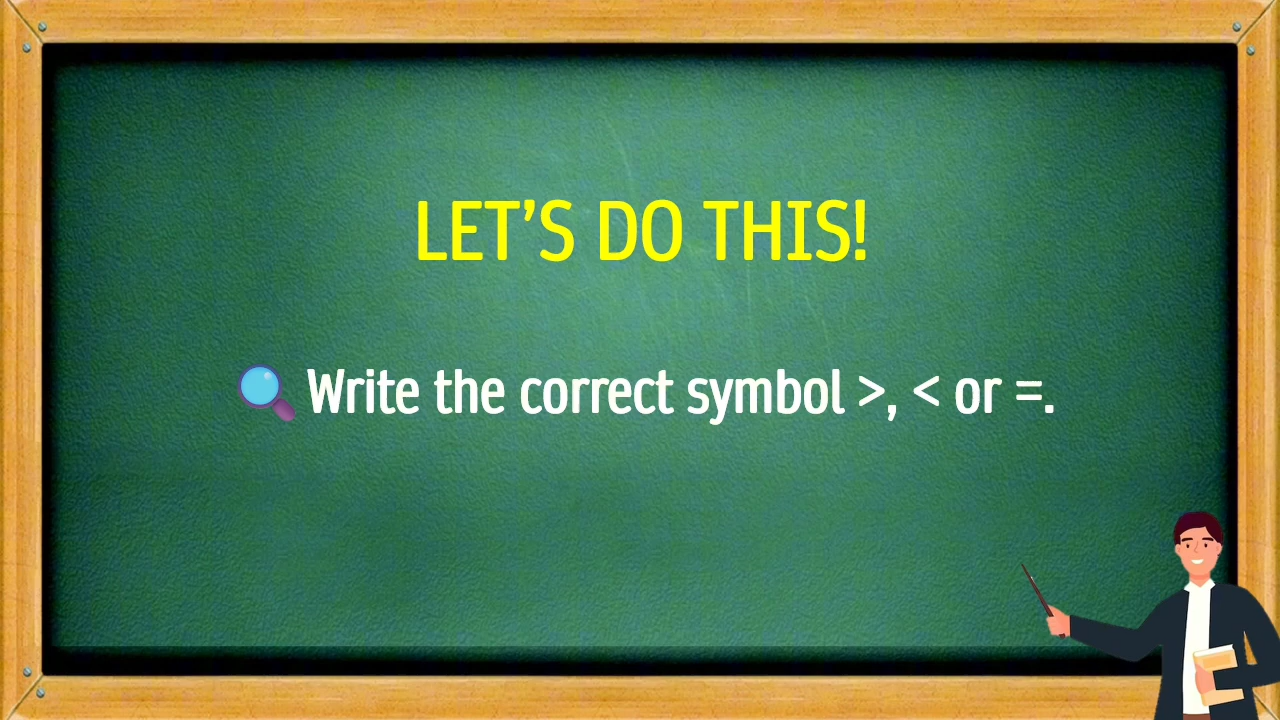 LET’S DO THIS!
Write the correct symbol >, < or =.